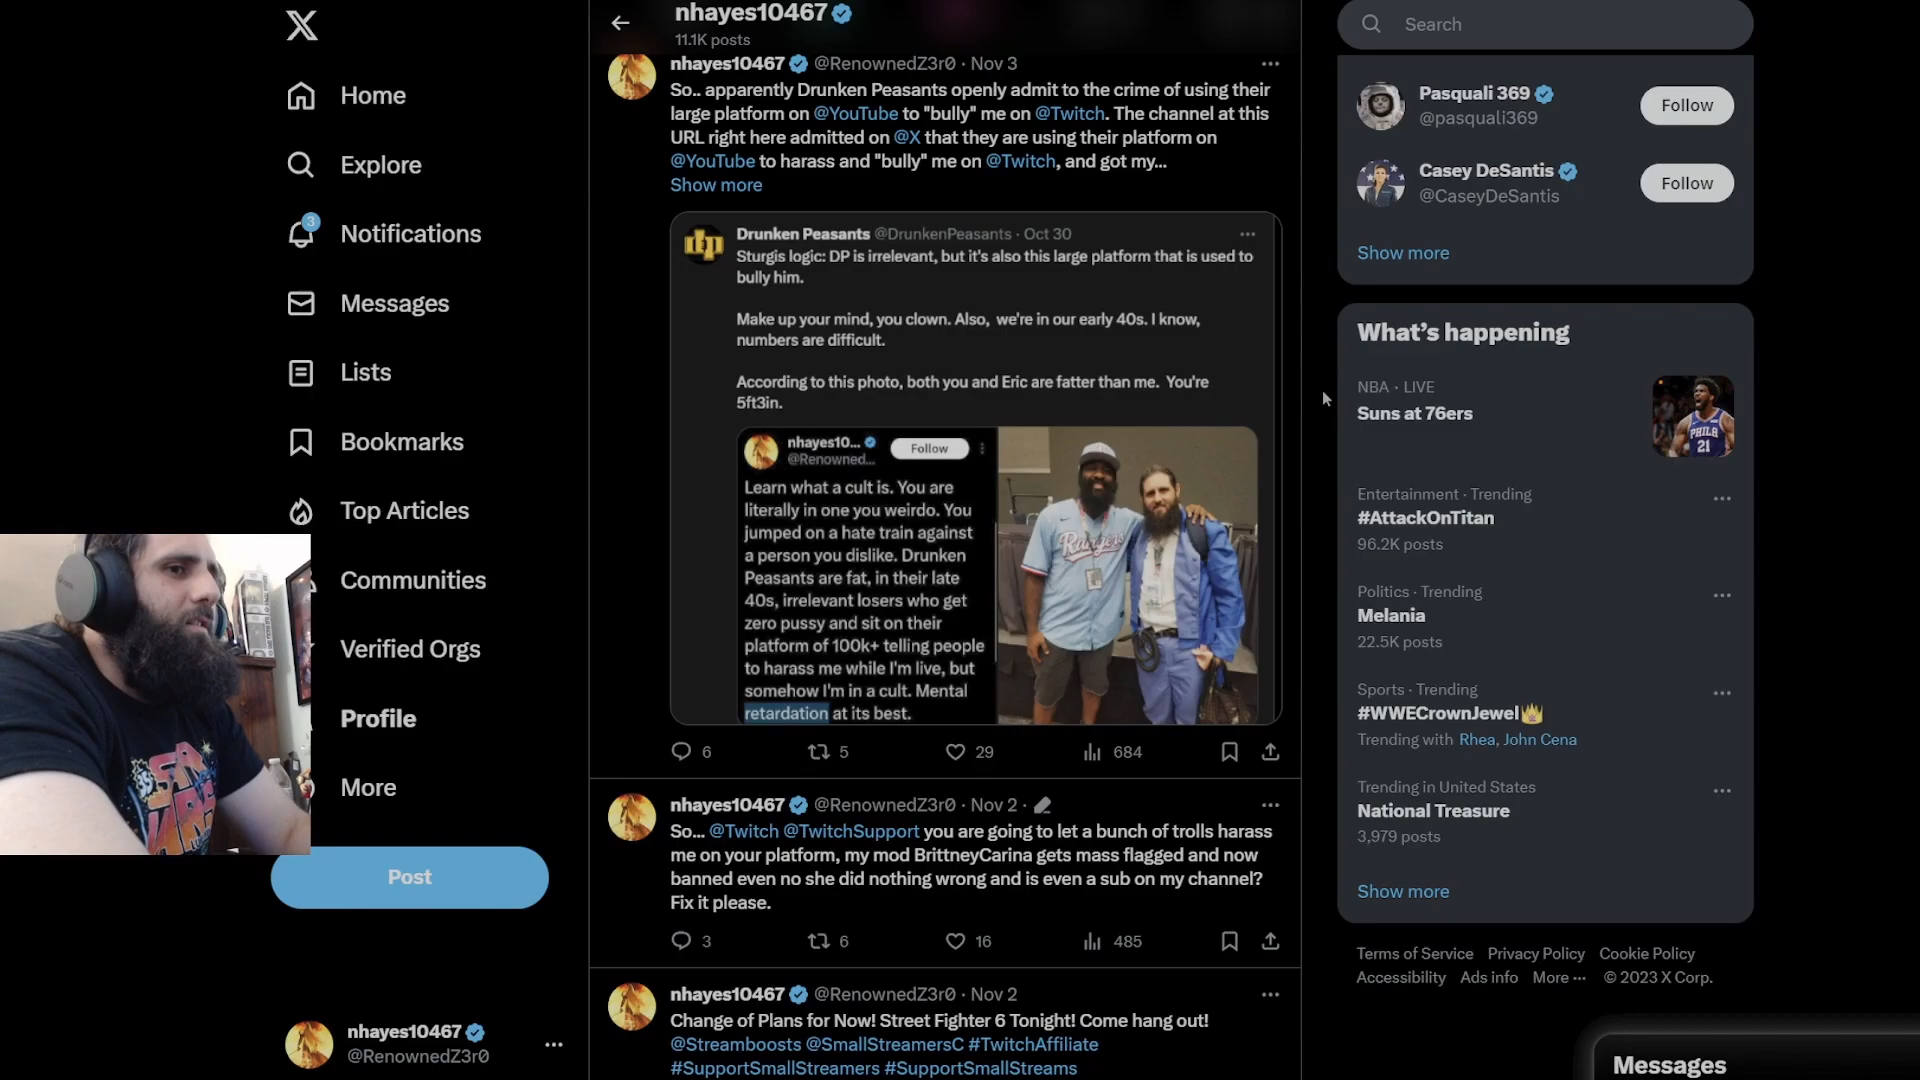 Home
Explore
3
Notifications
Messages
Lists
Bookmarks
Top Articles
Communities
Verified Orgs
Profile
More
Post
nhayes10467
@RenownedZ3r0
nhayes10467
11.1K posts
nhayes10467 @RenownedZ3r0 · Nov 3
So.. apparently Drunken Peasants openly admit to the crime of using their
large platform on @YouTube to "bully" me on @Twitch. The channel at this
URL right here admitted on @X that they are using their platform on
@YouTube to harass and "bully" me on @Twitch, and got my...
Show more
dp
Drunken Peasants @DrunkenPeasants · Oct 30
Sturgis logic: DP is irrelevant, but it's also this large platform that is used to
bully him.
Make up your mind, you clown. Also, we're in our early 40s. I know,
numbers are difficult.
According to this photo, both you and Eric are fatter than me. You're
5ft3in.
nhayes10...
@Renowned...
Follow
Learn what a cult is. You are
literally in one you weirdo. You
jumped on a hate train against
a person you dislike. Drunken
Peasants are fat, in their late
40s, irrelevant losers who get
zero pussy and sit on their
platform of 100k+ telling people
to harass me while I'm live, but
somehow I'm in a cult. Mental
retardation at its best.
Rangers
6 5 29 684
nhayes10467 @RenownedZ3r0 · Nov 2 ·
So... @Twitch @TwitchSupport you are going to let a bunch of trolls harass
me on your platform, my mod BrittneyCarina gets mass flagged and now
banned even no she did nothing wrong and is even a sub on my channel?
Fix it please.
3 6 16 485
nhayes10467 @RenownedZ3r0 · Nov 2
Change of Plans for Now! Street Fighter 6 Tonight! Come hang out!
@Streamboosts @SmallStreamersC #TwitchAffiliate
#SupportSmallStreamers #SupportSmallStreams
Search
Pasquali 369
@pasquali369
Follow
Casey DeSantis
@CaseyDeSantis
Follow
Show more
What's happening
NBA · LIVE
Suns at 76ers
PHILA
21
Entertainment · Trending
#AttackOnTitan
96.2K posts
Politics · Trending
Melania
22.5K posts
Sports · Trending
#WWECrownJewel
Trending with Rhea, John Cena
Trending in United States
National Treasure
3,979 posts
Show more
Terms of Service Privacy Policy Cookie Policy
Accessibility Ads info More ··· © 2023 X Corp.
Messages